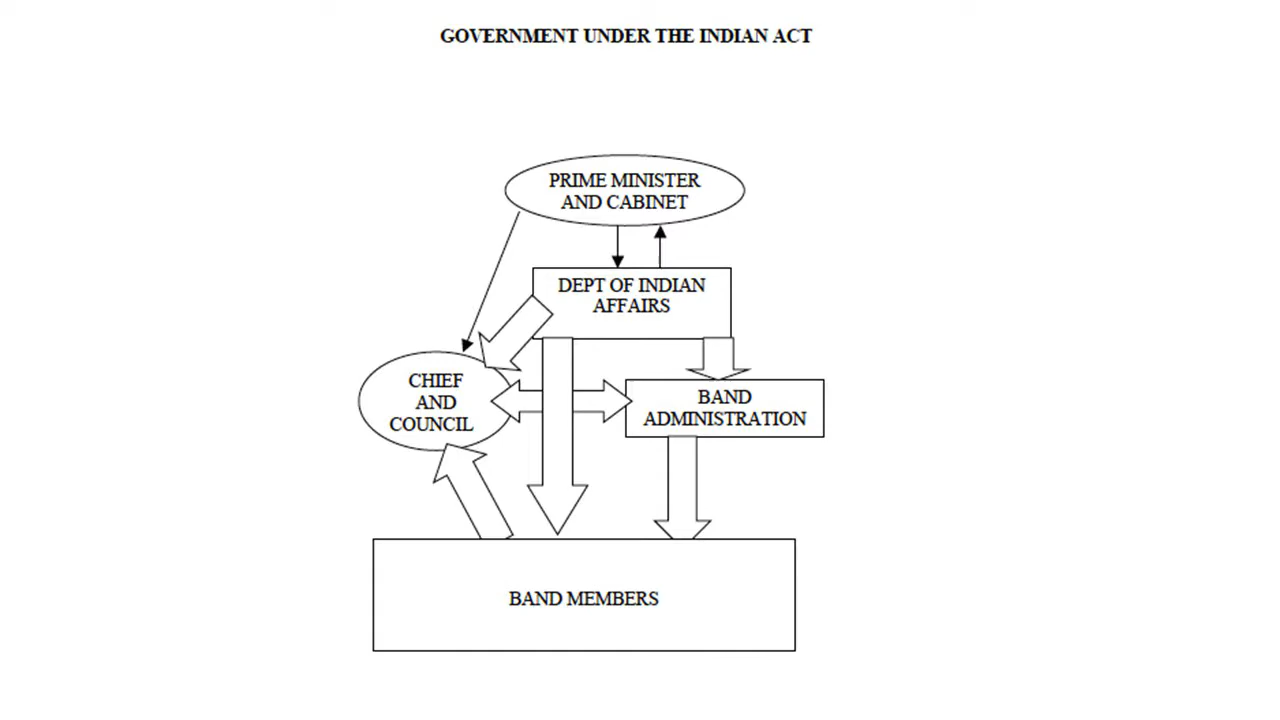 GOVERNMENT UNDER THE INDIAN ACT
PRIME MINISTER
AND CABINET
DEPT OF INDIAN
AFFAIRS
CHIEF
AND
COUNCIL
BAND
ADMINISTRATION
BAND MEMBERS